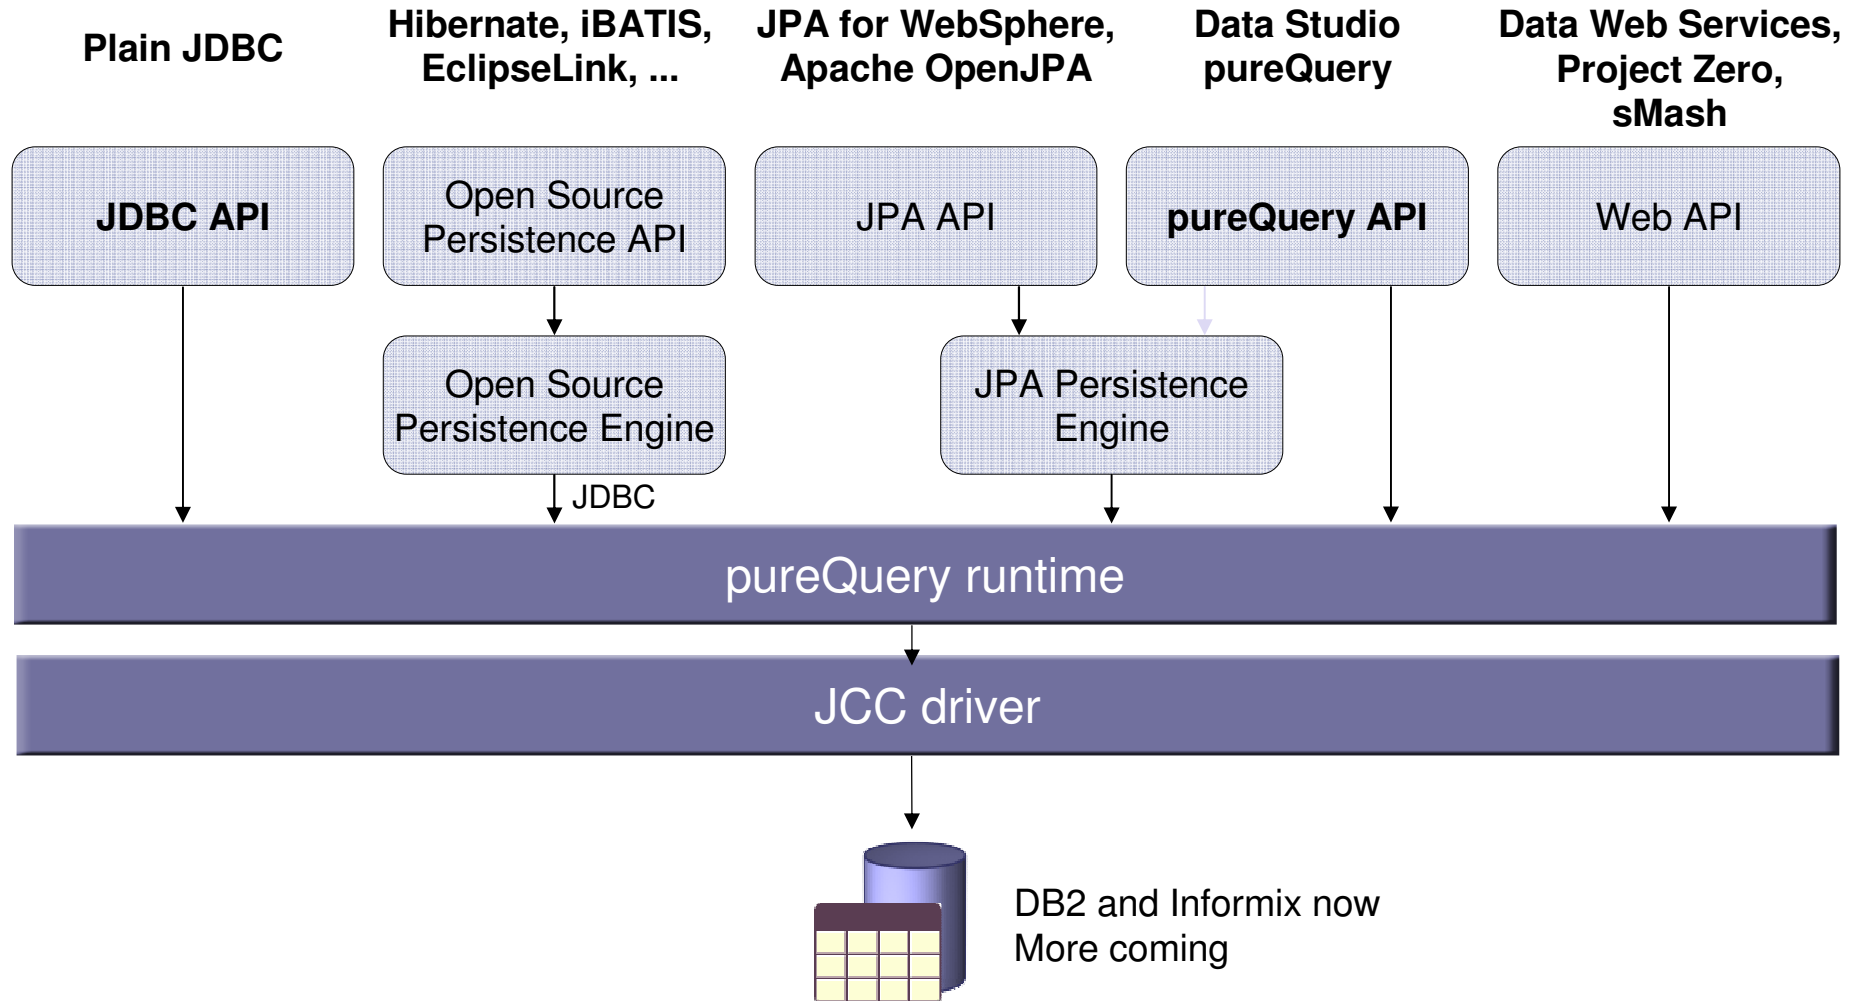 Plain JDBC
Hibernate, iBATIS,
EclipseLink, ...
JPA for WebSphere,
Apache OpenJPA
Data Studio
pureQuery
Data Web Services,
Project Zero,
sMash
JDBC API
Open Source
Persistence API
JPA API
pureQuery API
Web API
Open Source
Persistence Engine
JPA Persistence
Engine
JDBC
pureQuery runtime
JCC driver
DB2 and Informix now
More coming